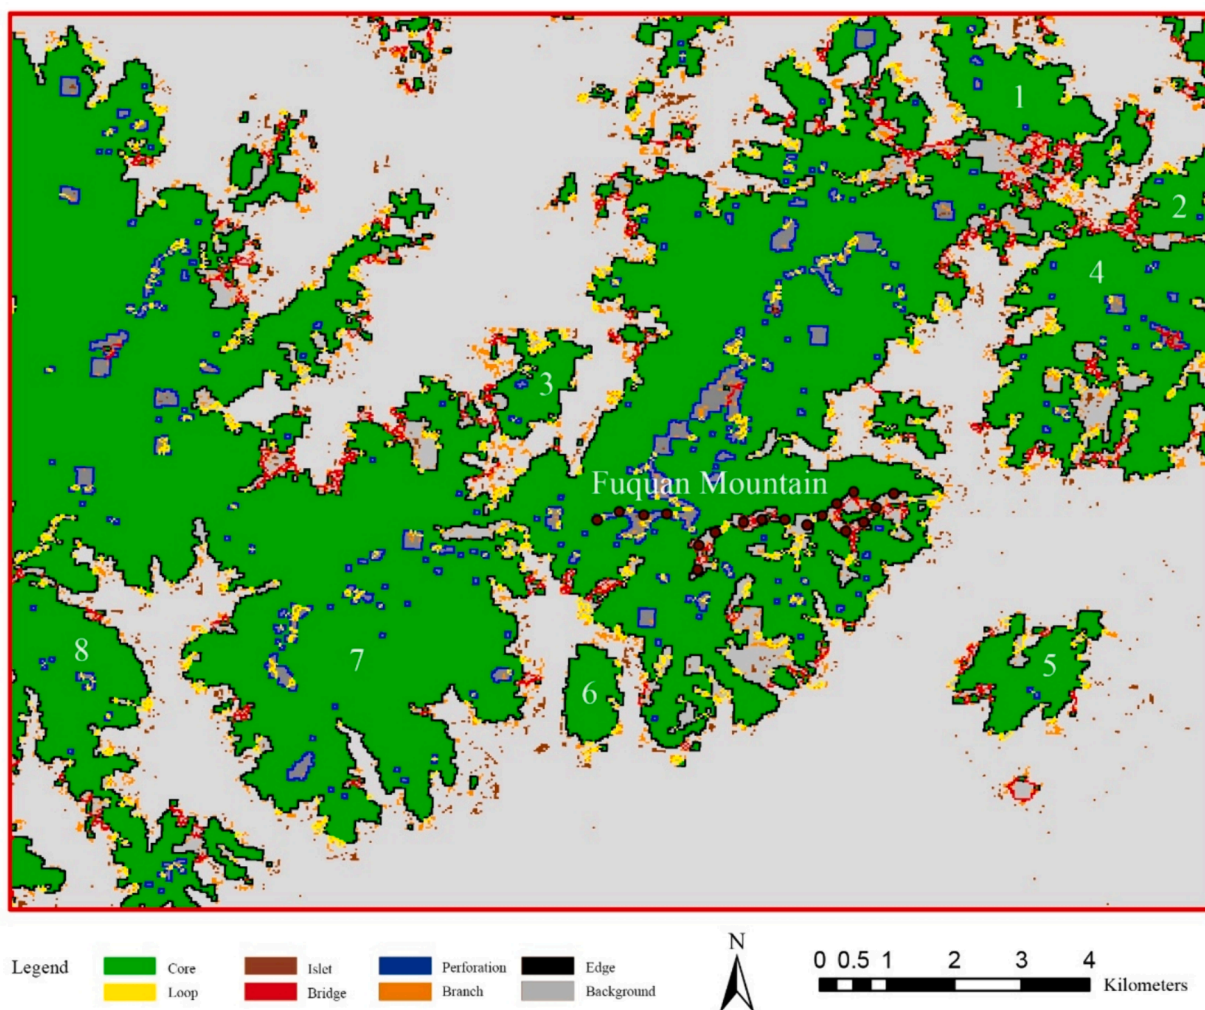 1
2
4
3
Fuquan Mountain
8
7
6
5
Legend
Core
Islet
Perforation
Edge
Loop
Bridge
Branch
Background
N
0 0.5 1 2 3 4
Kilometers